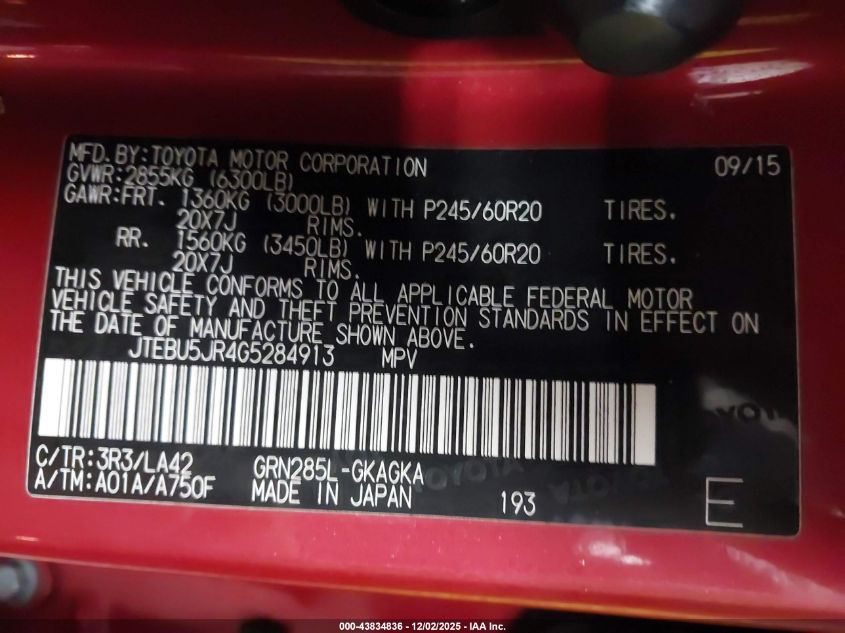 MFD. BY: TOYOTA MOTOR CORPORATION 09/15
GVWR: 2855KG (6300LB)
GAWR: FRT. 1360KG (3000LB) WITH P245/60R20 TIRES.
20X7J RIMS.
RR. 1560KG (3450LB) WITH P245/60R20 TIRES.
20X7J RIMS.
THIS VEHICLE CONFORMS TO ALL APPLICABLE FEDERAL MOTOR
VEHICLE SAFETY AND THEFT PREVENTION STANDARDS IN EFFECT ON
THE DATE OF MANUFACTURE SHOWN ABOVE.
JTEBU5JR4G5284913 MPV
C/TR: 3R3/LA42 GRN285L-GKAGKA
A/TM: A01A/A750F MADE IN JAPAN 193 E
TOYOTA
000-43834836 - 12/02/2025 - IAA Inc.